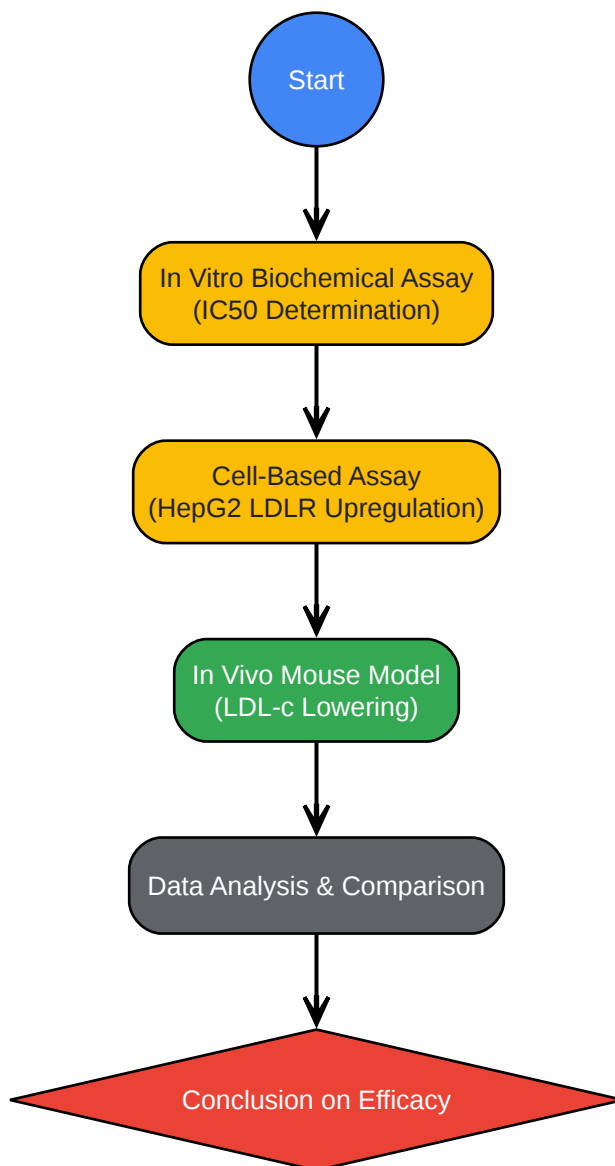 Start
In Vitro Biochemical Assay
(IC50 Determination)
Cell-Based Assay
(HepG2 LDLR Upregulation)
In Vivo Mouse Model
(LDL-c Lowering)
Data Analysis & Comparison
Conclusion on Efficacy